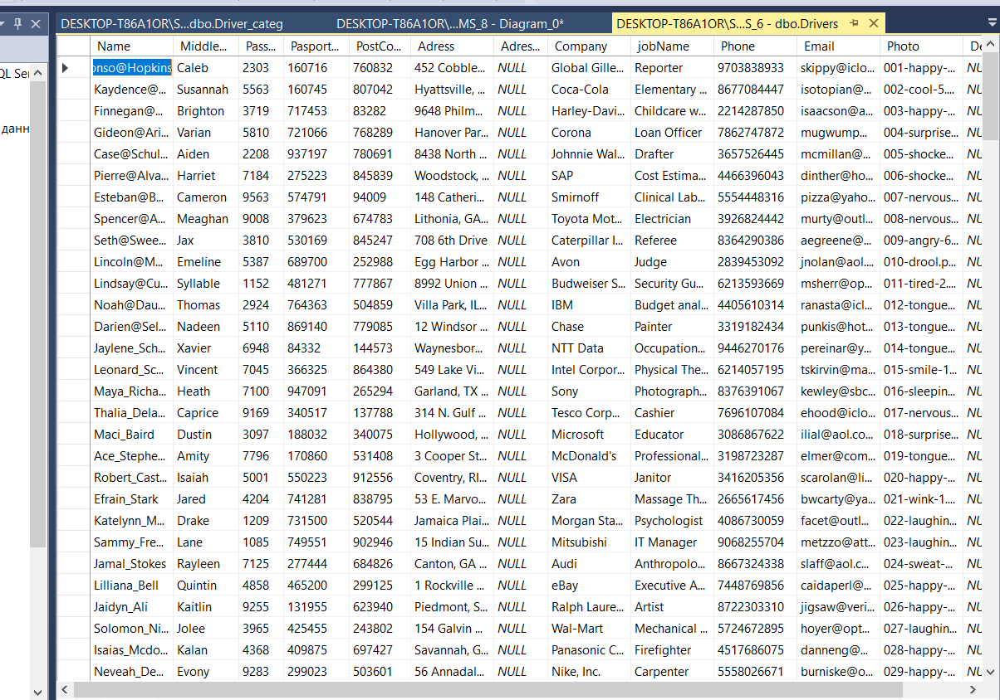 DESKTOP-T86A1OR\S...dbo.Driver_categ DESKTOP-T86A1OR\...MS_8 - Diagram_0* DESKTOP-T86A1OR\S...S_6 - dbo.Drivers
QL Ser
данн
Name Middle... Pass... Pasport... PostCo... Adress Adres... Company jobName Phone Email Photo De
onso@Hopkins Caleb 2303 160716 760832 452 Cobble... NULL Global Gille... Reporter 9703838933 skippy@iclo... 001-happy-... NU
Kaydence@... Susannah 5563 160745 807042 Hyattsville, ... NULL Coca-Cola Elementary ... 8677084447 isotopian@... 002-cool-5.... NU
Finnegan@... Brighton 3719 717453 83282 9648 Philm... NULL Harley-Davi... Childcare w... 2214287850 isaacson@a... 003-happy-... NU
Gideon@Ari... Varian 5810 721066 768289 Hanover Par... NULL Corona Loan Officer 7862747872 mugwump... 004-surprise... NU
Case@Schul... Aiden 2208 937197 780691 8438 North ... NULL Johnnie Wal... Drafter 3657526445 mcmillan@... 005-shocke... NU
Pierre@Alva... Harriet 7184 275223 845839 Woodstock, ... NULL SAP Cost Estima... 4466396043 dinther@ho... 006-shocke... NU
Esteban@B... Cameron 9563 574791 94009 148 Catheri... NULL Smirnoff Clinical Lab... 5554448316 pizza@yaho... 007-nervous... NU
Spencer@A... Meaghan 9008 379623 674783 Lithonia, GA... NULL Toyota Mot... Electrician 3926824442 murty@outl... 008-nervous... NU
Seth@Swee... Jax 3810 530169 845247 708 6th Drive NULL Caterpillar I... Referee 8364290386 aegreene@... 009-angry-6... NU
Lincoln@M... Emeline 5387 689700 252988 Egg Harbor ... NULL Avon Judge 2839453092 jnolan@aol.... 010-drool.p... NU
Lindsay@Cu... Syllable 1152 481271 777867 8992 Union ... NULL Budweiser S... Security Gu... 6213593669 msherr@op... 011-tired-2.... NU
Noah@Dau... Thomas 2924 764363 504859 Villa Park, IL... NULL IBM Budget anal... 4405610314 ranasta@icl... 012-tongue... NU
Darien@Sel... Nadeen 5110 869140 779085 12 Windsor ... NULL Chase Painter 3319182434 punkis@hot... 013-tongue... NU
Jaylene_Sch... Xavier 6948 84332 144573 Waynesbor... NULL NTT Data Occupation... 9446270176 pereinar@y... 014-tongue... NU
Leonard_Sc... Vincent 7045 366325 864380 549 Lake Vi... NULL Intel Corpor... Physical The... 6214057195 tskirvin@ma... 015-smile-1... NU
Maya_Richa... Heath 7100 947091 265294 Garland, TX ... NULL Sony Photograph... 8376391067 kewley@sbc... 016-sleepin... NU
Thalia_Dela... Caprice 9169 340517 137788 314 N. Gulf ... NULL Tesco Corp... Cashier 7696107084 ehood@iclo... 017-nervous... NU
Maci_Baird Dustin 3097 188032 340075 Hollywood, ... NULL Microsoft Educator 3086867622 ilial@aol.co... 018-surprise... NU
Ace_Stephe... Amity 7796 170860 531408 3 Cooper St... NULL McDonald's Professional... 3198723287 elmer@com... 019-tongue... NU
Robert_Cast... Isaiah 5001 550223 912556 Coventry, RI... NULL VISA Janitor 3416205356 scarolan@li... 020-happy-... NU
Efrain_Stark Jared 4204 741281 838795 53 E. Marvo... NULL Zara Massage Th... 2665617456 bwcarty@ya... 021-wink-1.... NU
Katelynn_M... Drake 1209 731500 520544 Jamaica Plai... NULL Morgan Sta... Psychologist 4086730059 facet@outl... 022-laughin... NU
Sammy_Fre... Lane 1085 749551 902946 15 Indian Su... NULL Mitsubishi IT Manager 9068255704 metzzo@att... 023-laughin... NU
Jamal_Stokes Rayleen 7125 277444 684826 Canton, GA ... NULL Audi Anthropolo... 8667324338 slaff@aol.c... 024-sweat-... NU
Lilliana_Bell Quintin 4858 465200 299125 1 Rockville ... NULL eBay Executive A... 7448769856 caidaperl@... 025-happy-... NU
Jaidyn_Ali Kaitlin 9255 131955 623940 Piedmont, S... NULL Ralph Laure... Artist 8722303310 jigsaw@veri... 026-happy-... NU
Solomon_Ni... Jolee 3965 425455 243802 154 Galvin ... NULL Wal-Mart Mechanical ... 5724672895 hoyer@opt... 027-laughin... NU
Isaias_Mcdo... Kalan 4368 409875 697427 Savannah, G... NULL Panasonic C... Firefighter 4517686075 danneng@... 028-happy-... NU
Neveah_De... Evony 9283 299023 503601 56 Annadal... NULL Nike, Inc. Carpenter 5558026671 burniske@o... 029-happy-... NU